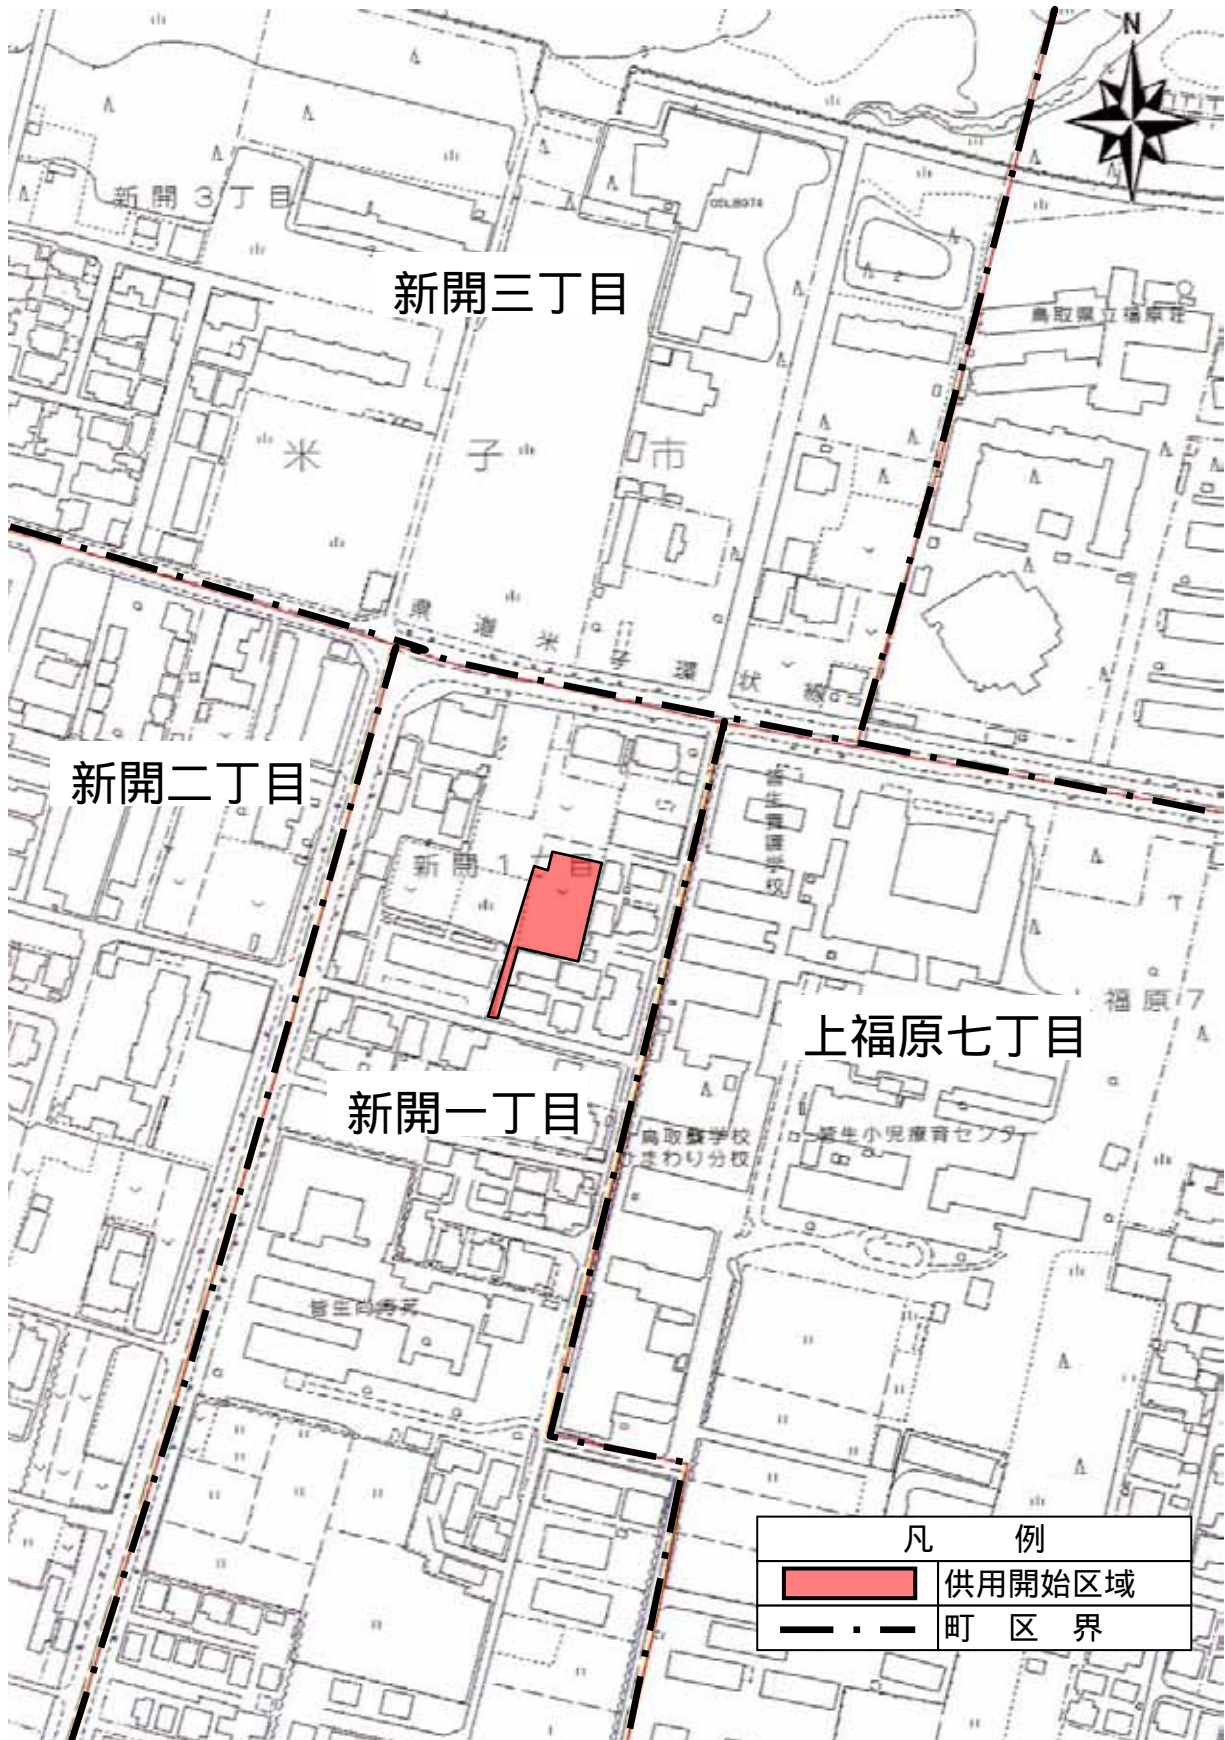 N
新開3丁目
新開三丁目
鳥取県立福原荘
米子市
県道米子環状線
新開二丁目
皆生養護学校
新開1丁目
上福原7
上福原七丁目
新開一丁目
鳥取聾学校
ひまわり分校
皆生小児療育センター
凡 例
供用開始区域
町 区 界